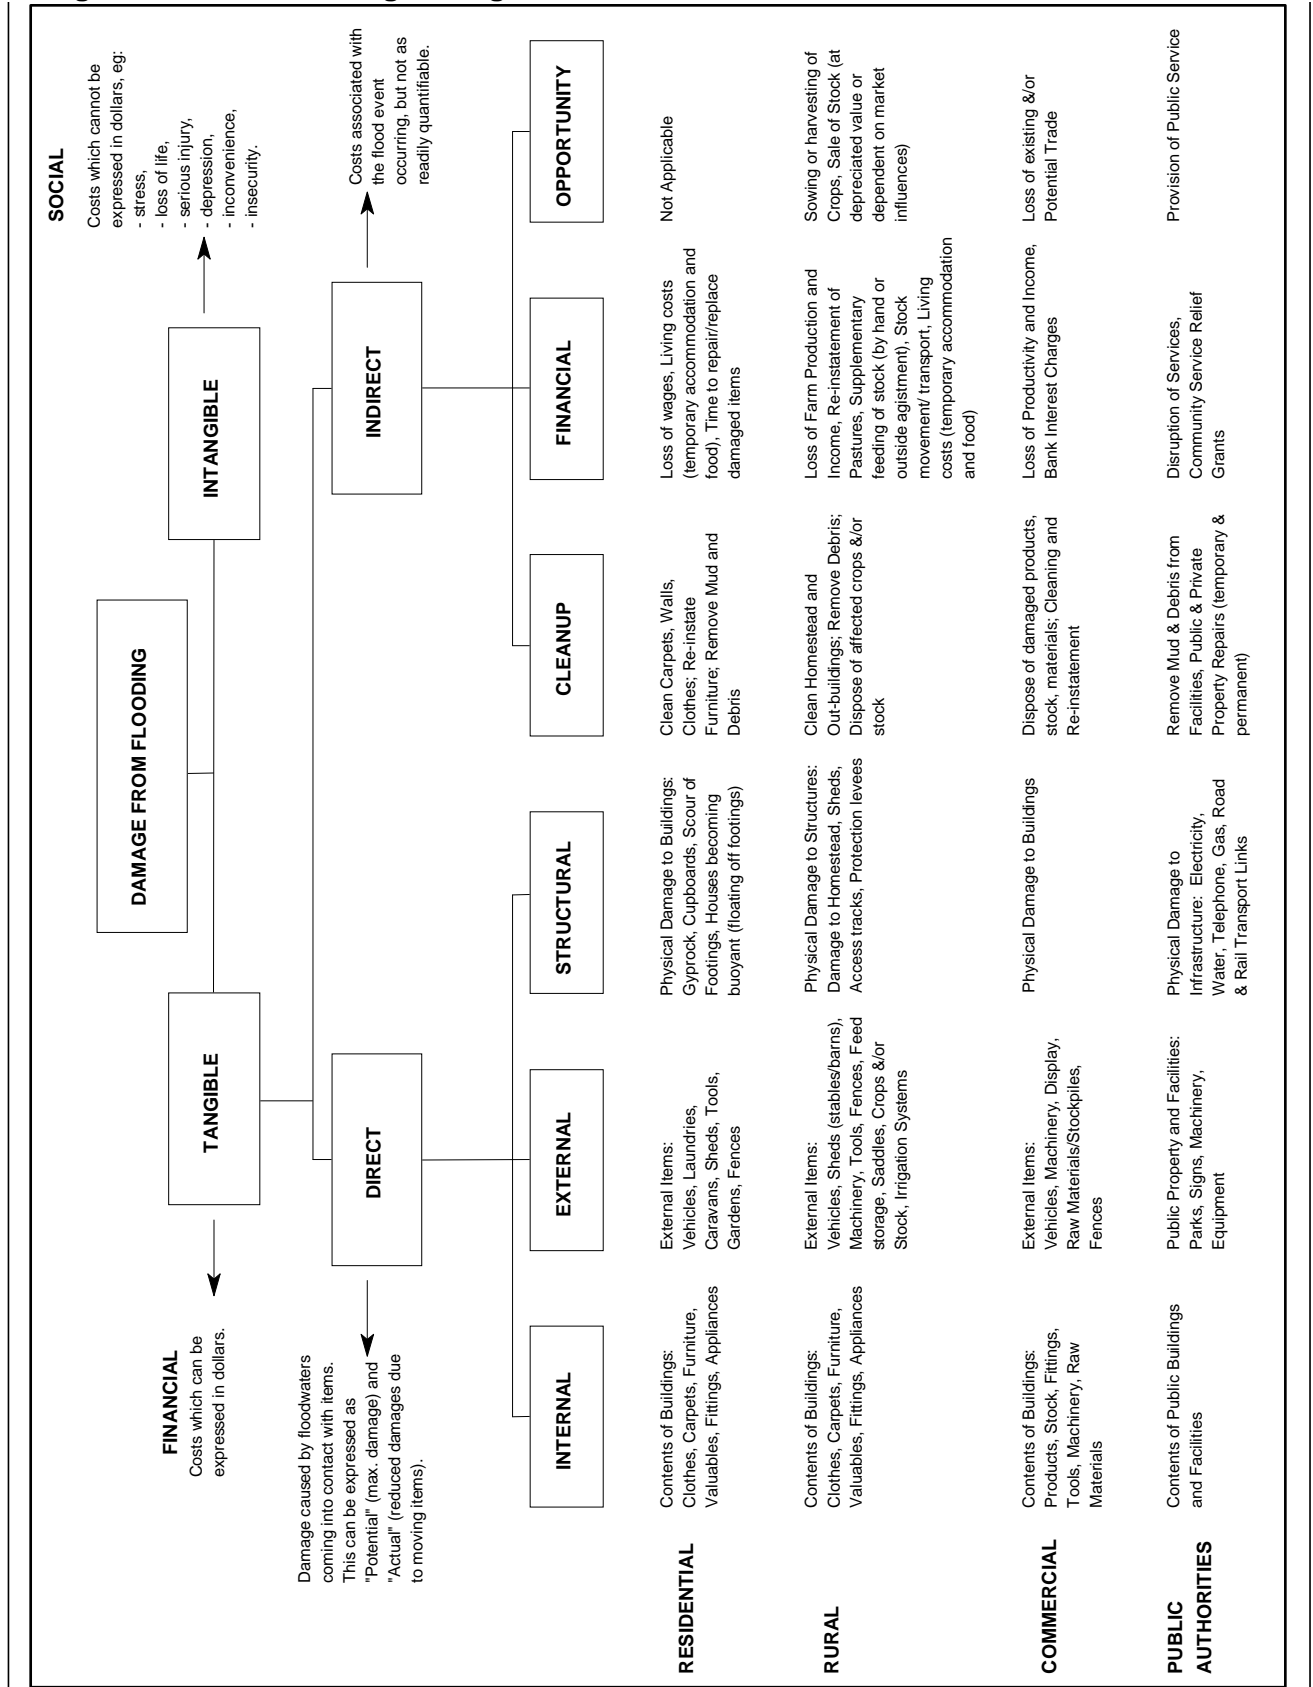 DAMAGE FROM FLOODING
SOCIAL
Costs which cannot be
expressed in dollars, eg:
- stress,
- loss of life,
- serious injury,
- depression,
- inconvenience,
- insecurity.
FINANCIAL
Costs which can be
expressed in dollars.
TANGIBLE
INTANGIBLE
Damage caused by floodwaters
coming into contact with items.
This can be expressed as
"Potential" (max. damage) and
"Actual" (reduced damages due
to moving items).
DIRECT
INDIRECT
Costs associated with
the flood event
occurring, but not as
readily quantifiable.
INTERNAL
EXTERNAL
STRUCTURAL
CLEANUP
FINANCIAL
OPPORTUNITY
RESIDENTIAL
Contents of Buildings:
Clothes, Carpets, Furniture,
Valuables, Fittings, Appliances
External Items:
Vehicles, Laundries,
Caravans, Sheds, Tools,
Gardens, Fences
Physical Damage to Buildings:
Gyprock, Cupboards, Scour of
Footings, Houses becoming
buoyant (floating off footings)
Clean Carpets, Walls,
Clothes; Re-instate
Furniture; Remove Mud and
Debris
Loss of wages, Living costs
(temporary accommodation and
food), Time to repair/replace
damaged items
Not Applicable
RURAL
Contents of Buildings:
Clothes, Carpets, Furniture,
Valuables, Fittings, Appliances
External Items:
Vehicles, Sheds (stables/barns),
Machinery, Tools, Fences, Feed
storage, Saddles, Crops &/or
Stock, Irrigation Systems
Physical Damage to Structures:
Damage to Homestead, Sheds,
Access tracks, Protection levees
Clean Homestead and
Out-buildings; Remove Debris;
Dispose of affected crops &/or
stock
Loss of Farm Production and
Income, Re-instatement of
Pastures, Supplementary
feeding of stock (by hand or
outside agistment), Stock
movement/ transport, Living
costs (temporary accommodation
and food)
Sowing or harvesting of
Crops, Sale of Stock (at
depreciated value or
dependent on market
influences)
COMMERCIAL
Contents of Buildings:
Products, Stock, Fittings,
Tools, Machinery, Raw
Materials
External Items:
Vehicles, Machinery, Display,
Raw Materials/Stockpiles,
Fences
Physical Damage to Buildings
Dispose of damaged products,
stock, materials; Cleaning and
Re-instatement
Loss of Productivity and Income,
Bank Interest Charges
Loss of existing &/or
Potential Trade
PUBLIC
AUTHORITIES
Contents of Public Buildings
and Facilities
Public Property and Facilities:
Parks, Signs, Machinery,
Equipment
Physical Damage to
Infrastructure: Electricity,
Water, Telephone, Gas, Road
& Rail Transport Links
Remove Mud & Debris from
Facilities, Public & Private
Property Repairs (temporary &
permanent)
Disruption of Services,
Community Service Relief
Grants
Provision of Public Service